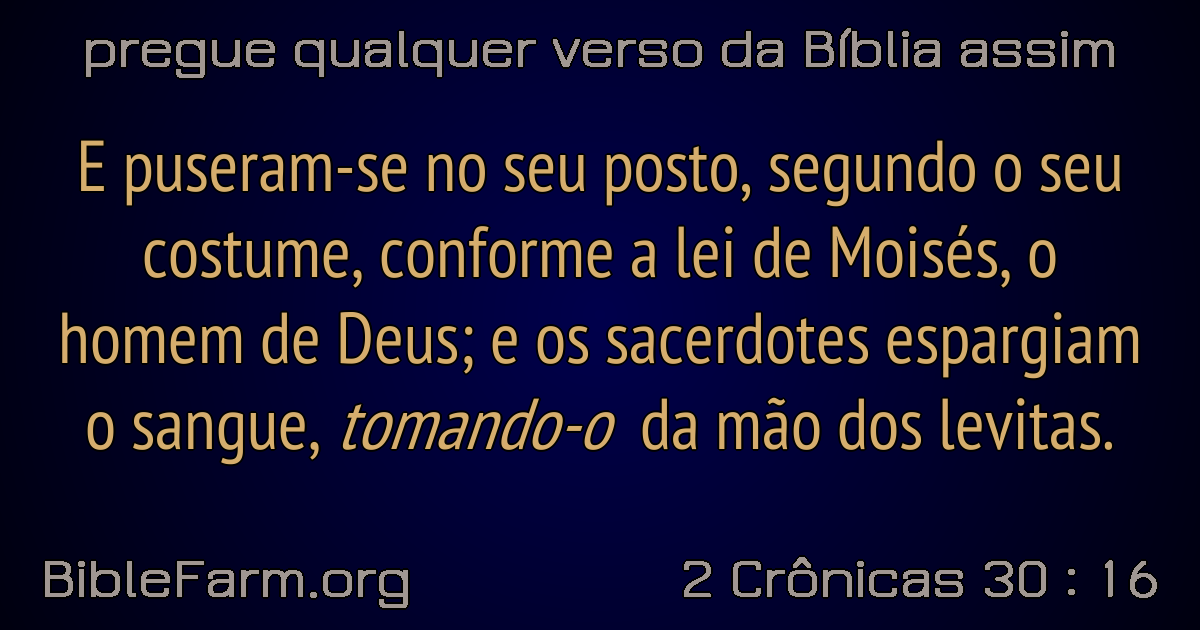 pregue qualquer verso da Bíblia assim
E puseram-se no seu posto, segundo o seu
costume, conforme a lei de Moisés, o
homem de Deus; e os sacerdotes espargiam
o sangue, tomando-o da mão dos levitas.
BibleFarm.org
2 Crônicas 30 : 16